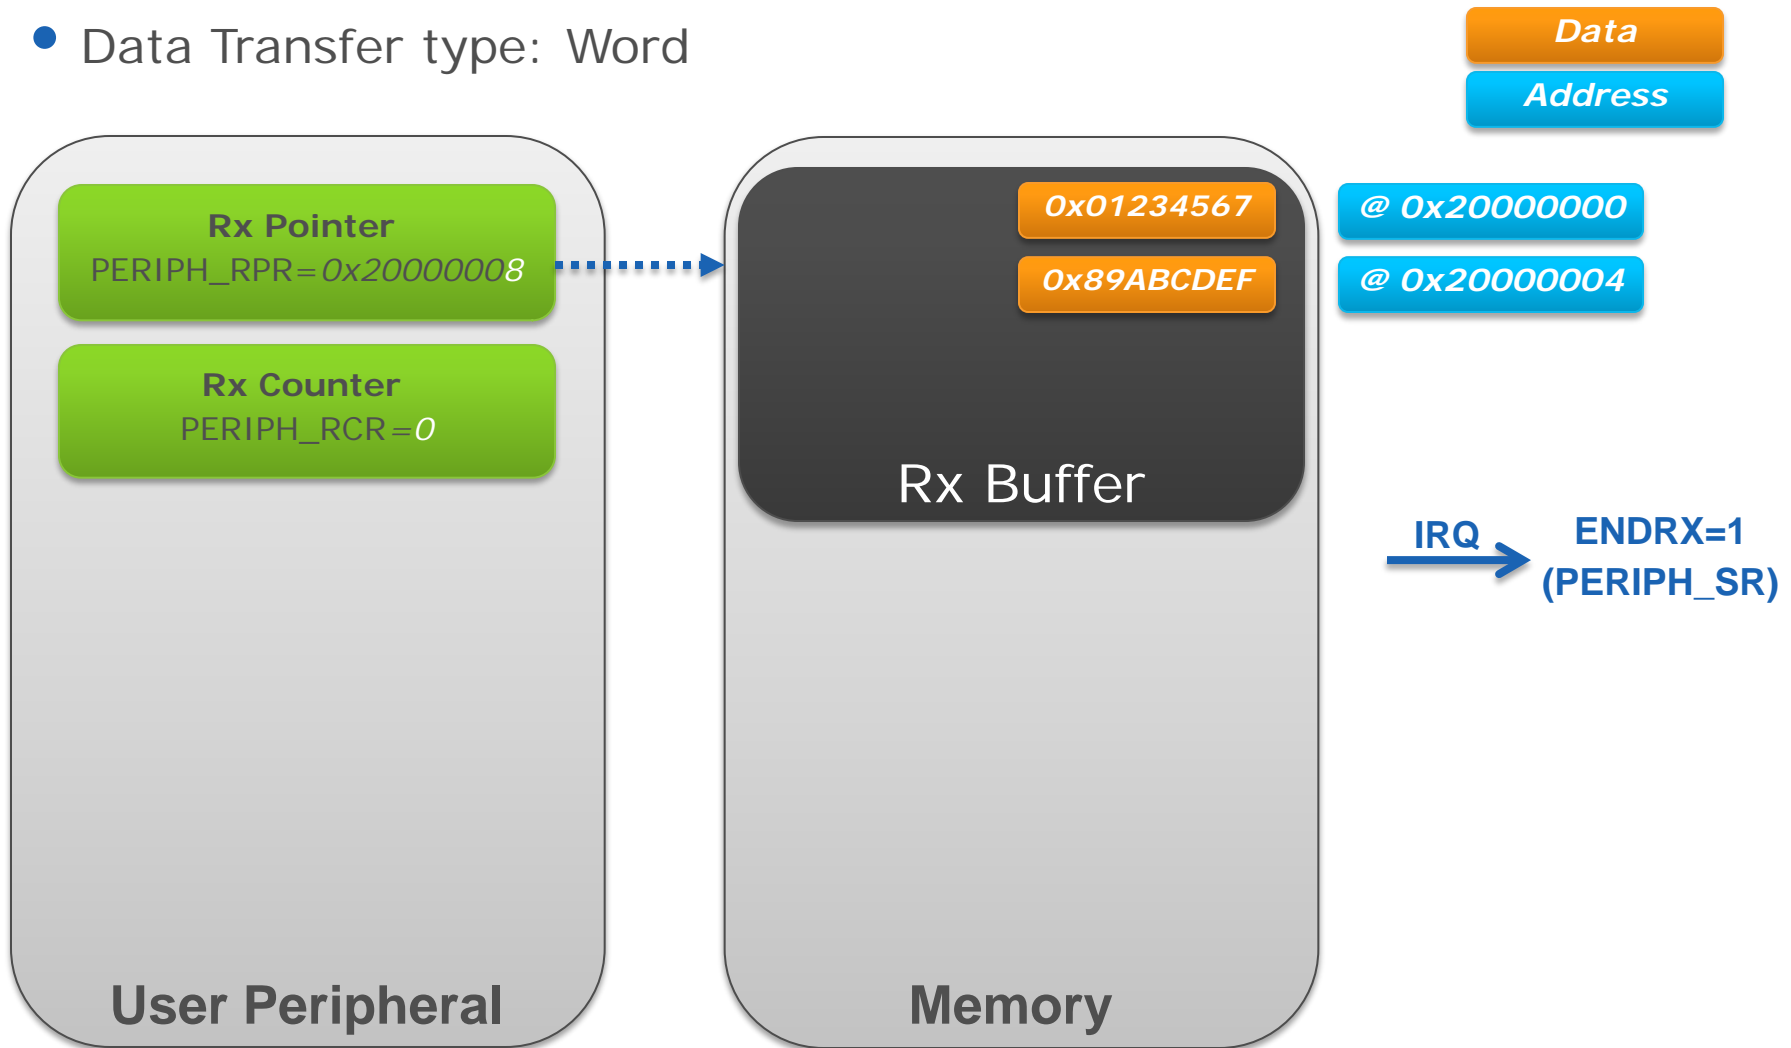 • Data Transfer type: Word
Data
Address
Rx Pointer
PERIPH_RPR=0x20000008
Rx Counter
PERIPH_RCR=0
User Peripheral
0x01234567
@ 0x20000000
0x89ABCDEF
@ 0x20000004
Rx Buffer
Memory
IRQ
ENDRX=1
(PERIPH_SR)